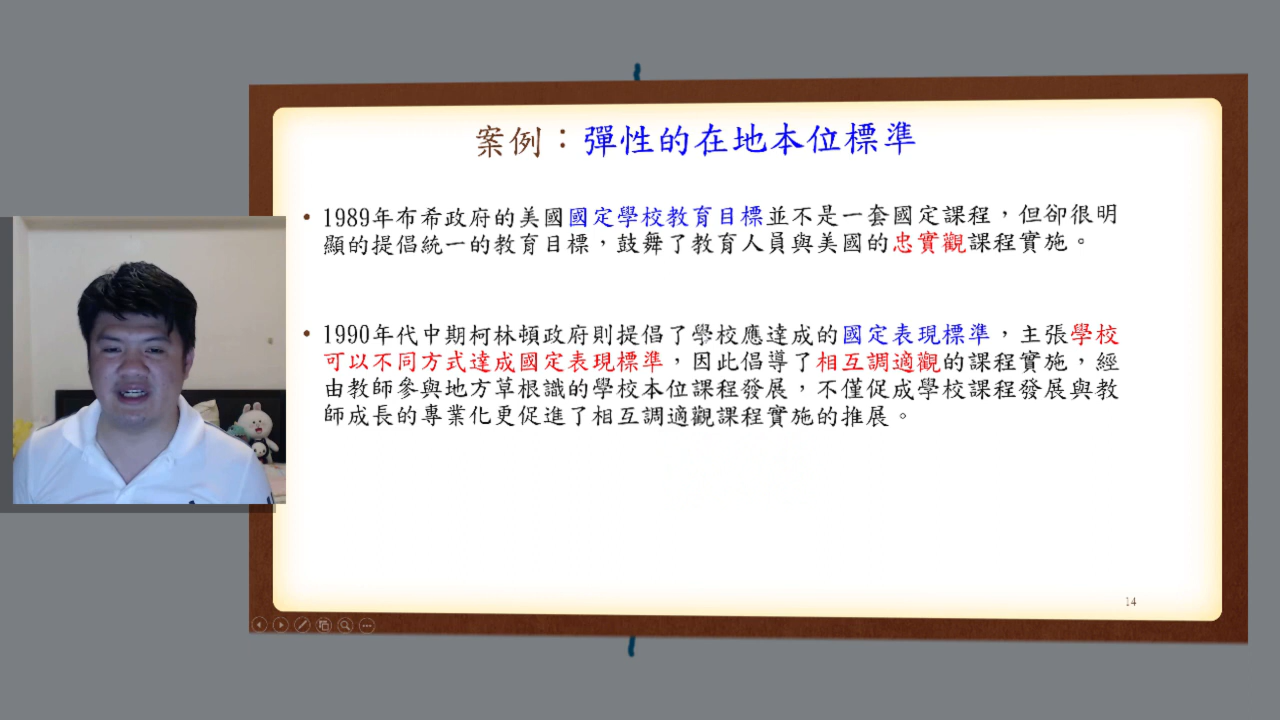 案例：彈性的在地本位標準
• 1989年布希政府的美國國定學校教育目標並不是一套國定課程，但卻很明
顯的提倡統一的教育目標，鼓舞了教育人員與美國的忠實觀課程實施。
• 1990年代中期柯林頓政府則提倡了學校應達成的國定表現標準，主張學校
可以不同方式達成國定表現標準，因此倡導了相互調適觀的課程實施，經
由教師參與地方草根識的學校本位課程發展，不僅促成學校課程發展與教
師成長的專業化更促進了相互調適觀課程實施的推展。
14